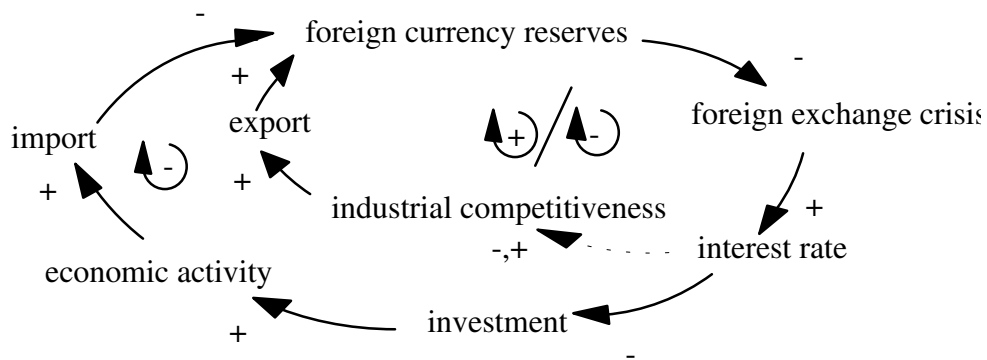 -
foreign currency reserves
+
-
foreign exchange crisis
export
import
+
/
-
-
+
+
industrial competitiveness
+
-,+
interest rate
economic activity
investment
+
-